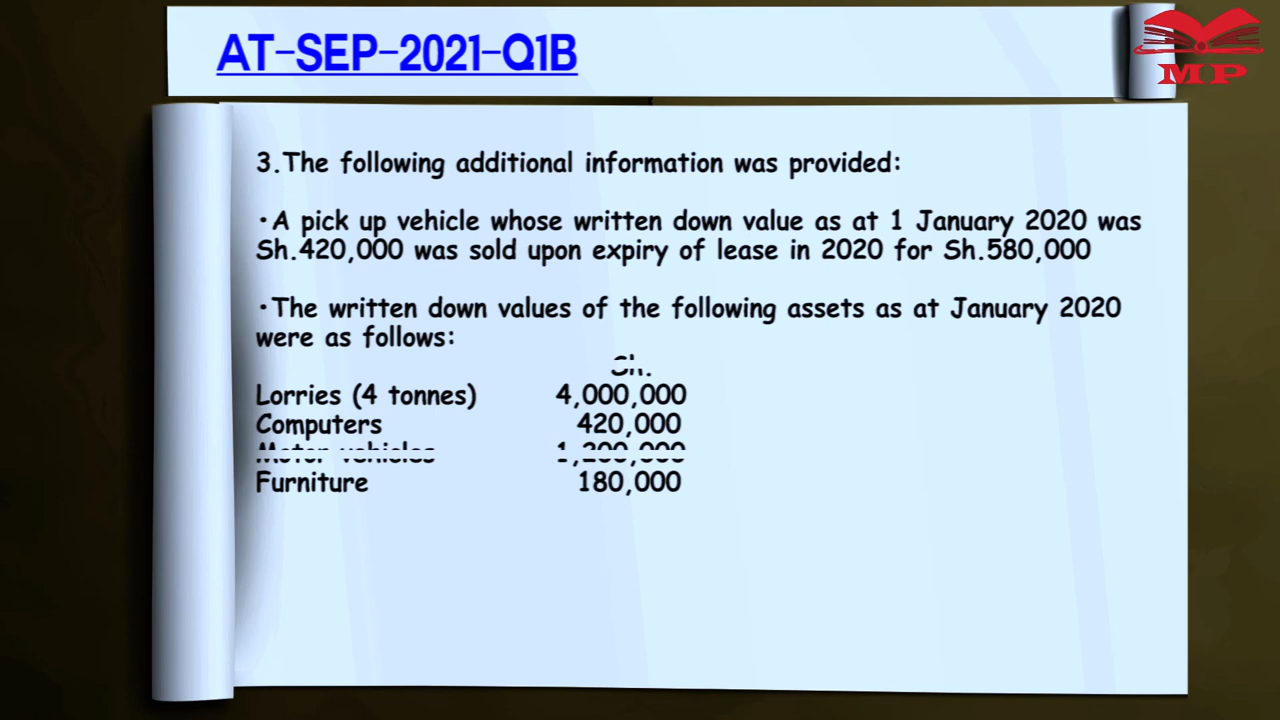 AT-SEP-2021-Q1B
MP
3.The following additional information was provided:
•A pick up vehicle whose written down value as at 1 January 2020 was
Sh.420,000 was sold upon expiry of lease in 2020 for Sh.580,000
•The written down values of the following assets as at January 2020
were as follows:
Sh.
Lorries (4 tonnes) 4,000,000
Computers 420,000
Motor vehicles
Furniture 180,000